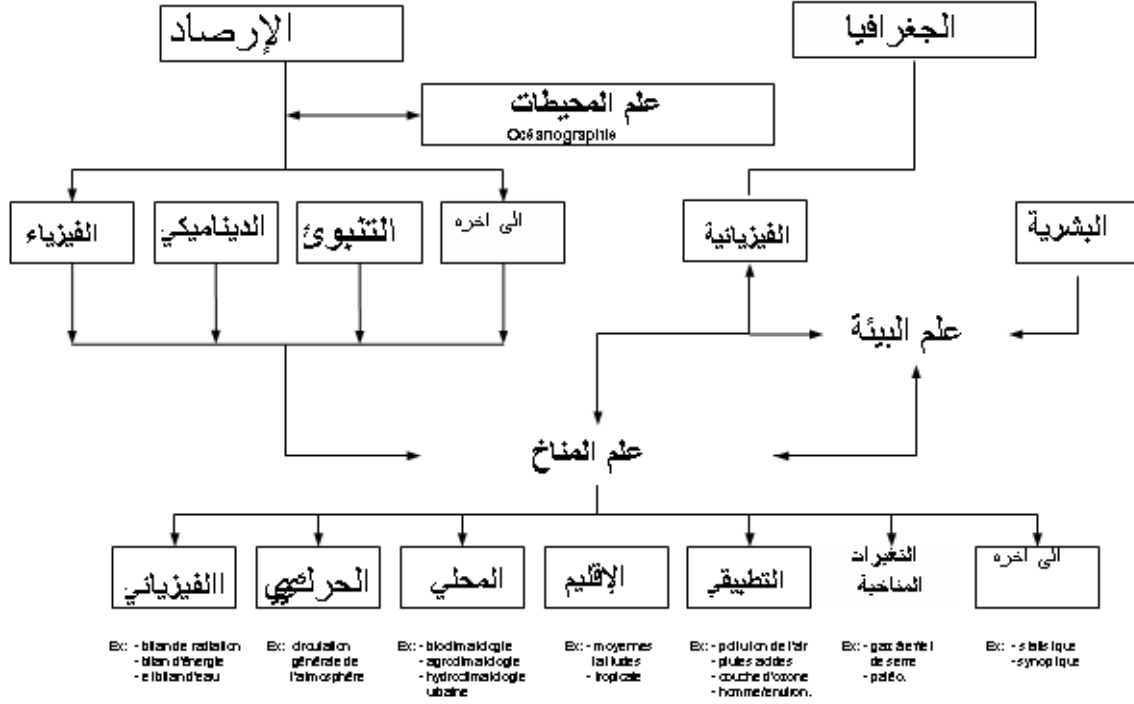 الإرصاد
الجغرافيا
علم المحيطات
Océanographie
الفيزياء
الديناميكي
التنبوئ
الى اخره
الفيزيائية
البشرية
علم البيئة
علم المناخ
االفيزيائي
المحلي
الإقليم
التطبيقي
التغيرات
المناخية
الى اخره
Ex: - bilan de radiation
- bilan d'énergie
- et bilan d'eau
Ex: circulation
générale de
l'atmosphère
Ex: - bioclimatologie
- agroclimatologie
- hydroclimatologie
urbaine
Ex: - moyennes
latitudes
- tropicale
Ex: - pollution de l'air
- pluies acides
- couche d'ozone
- homme/environ.
Ex: - gaz à effet
de serre
- paléo.
Ex: - statistique
- synoptique